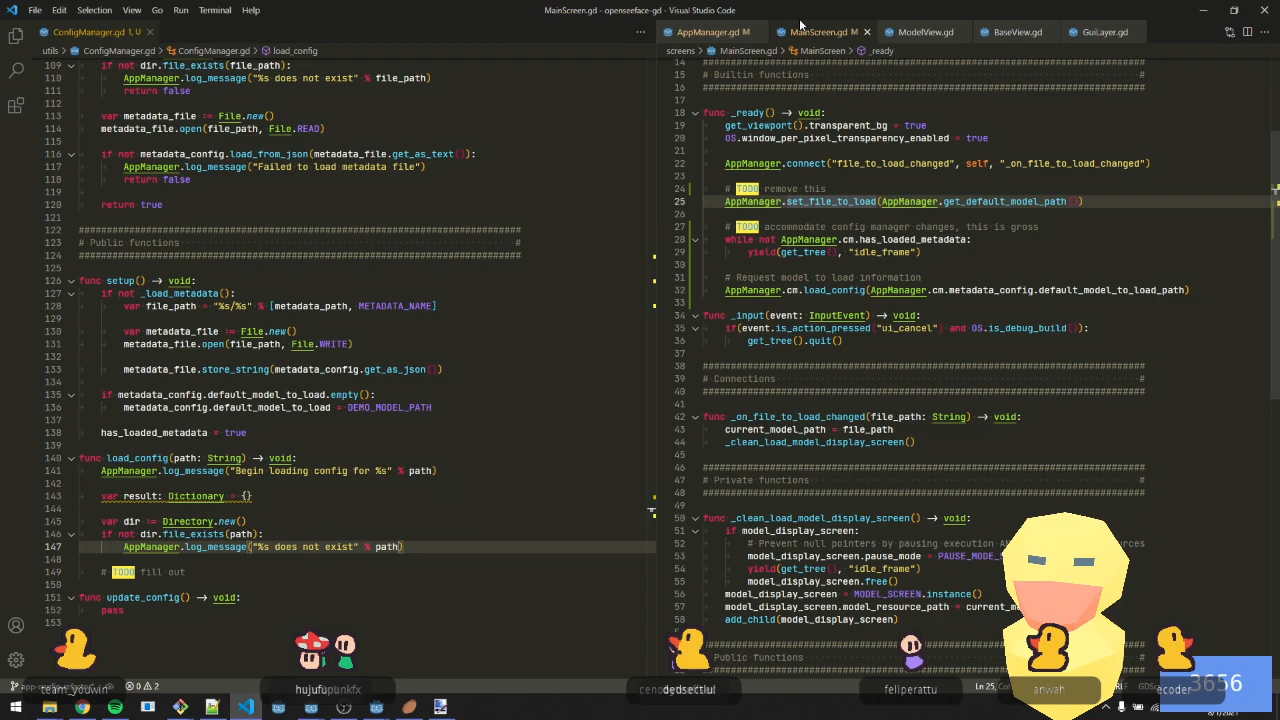 File Edit Selection View Go Run Terminal Help
MainScreen.gd - openseeface-gd - Visual Studio Code
ConfigManager.gd 1, U
utils > ConfigManager.gd > ConfigManager.gd > load_config
109 if not dir.file_exists(file_path):
110 AppManager.log_message("%s does not exist" % file_path)
111 return false
112
113 var metadata_file := File.new()
114 metadata_file.open(file_path, File.READ)
115
116 if not metadata_config.load_from_json(metadata_file.get_as_text()):
117 AppManager.log_message("Failed to load metadata file")
118 return false
119
120 return true
121
122 ###############################################################################
123 # Public functions #
124 ###############################################################################
125
126 func setup() -> void:
127 if not _load_metadata():
128 var file_path = "%s/%s" % [metadata_path, METADATA_NAME]
129
130 var metadata_file := File.new()
131 metadata_file.open(file_path, File.WRITE)
132
133 metadata_file.store_string(metadata_config.get_as_json())
134
135 if metadata_config.default_model_to_load.empty():
136 metadata_config.default_model_to_load = DEMO_MODEL_PATH
137
138 has_loaded_metadata = true
139
140 func load_config(path: String) -> void:
141 AppManager.log_message("Begin loading config for %s" % path)
142
143 var result: Dictionary = {}
144
145 var dir := Directory.new()
146 if not dir.file_exists(path):
147 AppManager.log_message("%s does not exist" % path)
148
149 # TODO fill out
150
151 func update_config() -> void:
152 pass
153
AppManager.gd M MainScreen.gd M ModelView.gd BaseView.gd GuiLayer.gd
screens > MainScreen.gd > MainScreen > _ready
14 ###############################################################################
15 # Builtin functions #
16 ###############################################################################
17
18 func _ready() -> void:
19 get_viewport().transparent_bg = true
20 OS.window_per_pixel_transparency_enabled = true
21
22 AppManager.connect("file_to_load_changed", self, "_on_file_to_load_changed")
23
24 # TODO remove this
25 AppManager.set_file_to_load(AppManager.get_default_model_path())
26
27 # TODO accommodate config manager changes, this is gross
28 while not AppManager.cm.has_loaded_metadata:
29 yield(get_tree(), "idle_frame")
30
31 # Request model to load information
32 AppManager.cm.load_config(AppManager.cm.metadata_config.default_model_to_load_path)
33
34 func _input(event: InputEvent) -> void:
35 if(event.is_action_pressed("ui_cancel") and OS.is_debug_build()):
36 get_tree().quit()
37
38 ###############################################################################
39 # Connections #
40 ###############################################################################
41
42 func _on_file_to_load_changed(file_path: String) -> void:
43 current_model_path = file_path
44 _clean_load_model_display_screen()
45
46 ###############################################################################
47 # Private functions #
48 ###############################################################################
49
50 func _clean_load_model_display_screen() -> void:
51 if model_display_screen:
52 # Prevent null pointers by pausing execution
53 model_display_screen.pause_mode = PAUSE_MODE_
54 yield(get_tree(), "idle_frame")
55 model_display_screen.free()
56 model_display_screen = MODEL_SCREEN.instance()
57 model_display_screen.model_resource_path =
58 add_child(model_display_screen)
###############################################################################
# Public functions #
0 2
Ln 25,
feliperattu
anwah
ecoder
3656